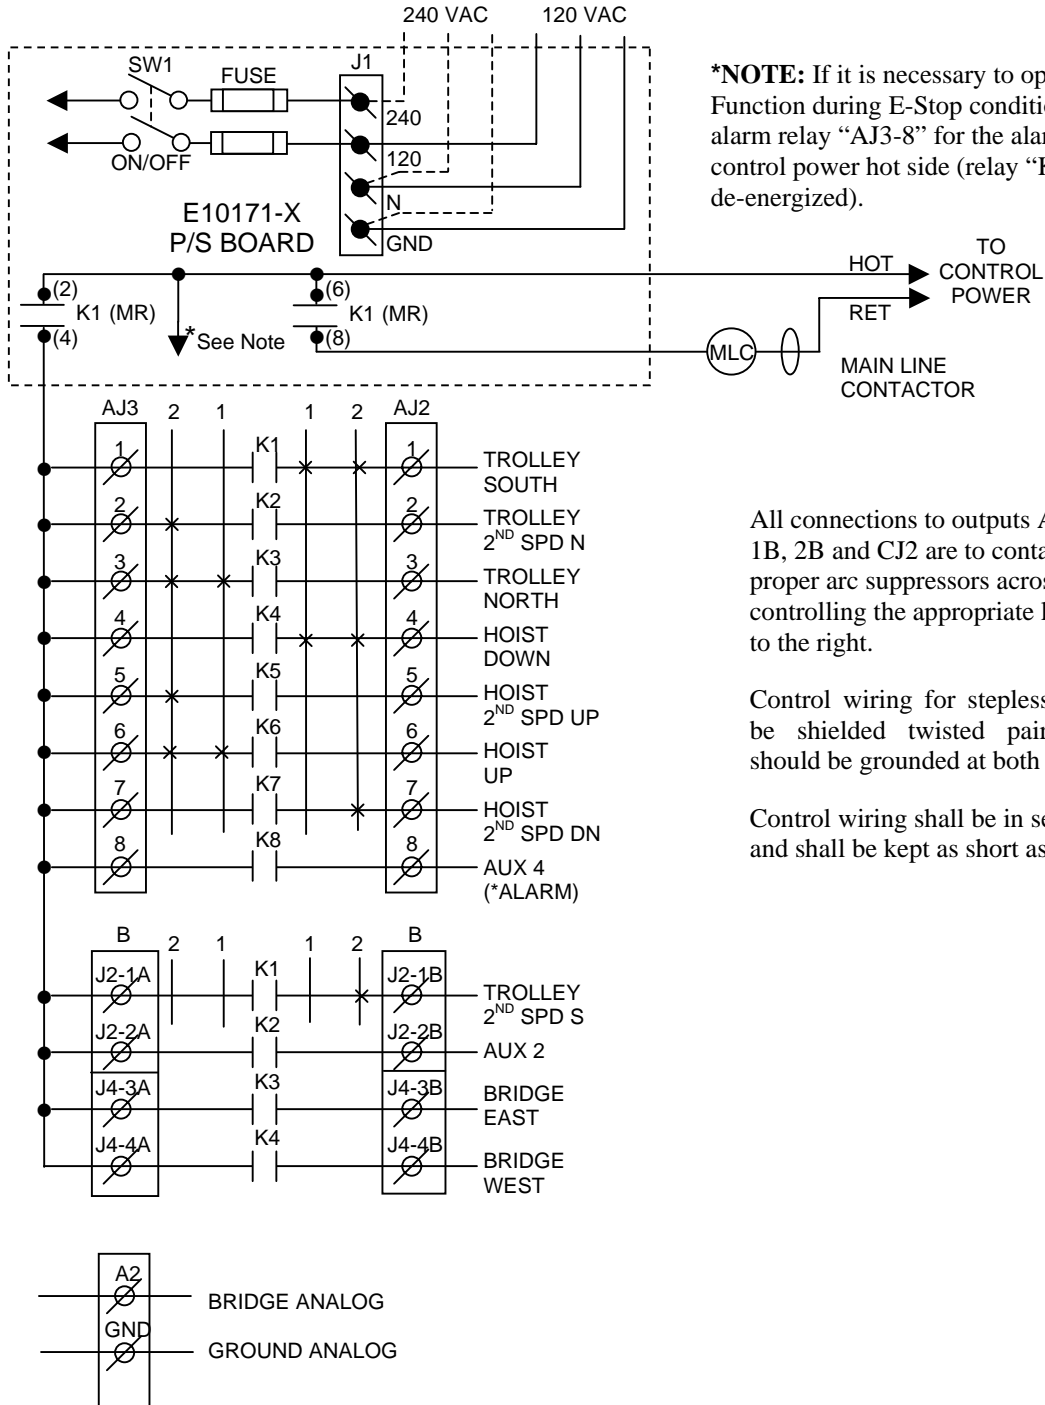 240 VAC 120 VAC
SW1
FUSE
J1
240
120
N
GND
ON/OFF
E10171-X
P/S BOARD
*NOTE: If it is necessary to op
Function during E-Stop conditio
alarm relay “AJ3-8” for the alar
control power hot side (relay “K
de-energized).
(2)
K1 (MR)
(4)
*See Note
(6)
K1 (MR)
(8)
HOT
RET
TO
CONTROL
POWER
MLC
MAIN LINE
CONTACTOR
AJ3 2 1 1 2 AJ2
1 K1 1 TROLLEY
SOUTH
2 K2 2 TROLLEY
2ND SPD N
3 K3 3 TROLLEY
NORTH
4 K4 4 HOIST
DOWN
5 K5 5 HOIST
2ND SPD UP
6 K6 6 HOIST
UP
7 K7 7 HOIST
2ND SPD DN
8 K8 8 AUX 4
(*ALARM)
All connections to outputs A
1B, 2B and CJ2 are to conta
proper arc suppressors acros
controlling the appropriate l
to the right.
Control wiring for stepless
be shielded twisted pair
should be grounded at both
Control wiring shall be in se
and shall be kept as short as
B 2 1 1 2 B
J2-1A K1 J2-1B TROLLEY
2ND SPD S
J2-2A K2 J2-2B AUX 2
J4-3A K3 J4-3B BRIDGE
EAST
J4-4A K4 J4-4B BRIDGE
WEST
A2 BRIDGE ANALOG
GND GROUND ANALOG